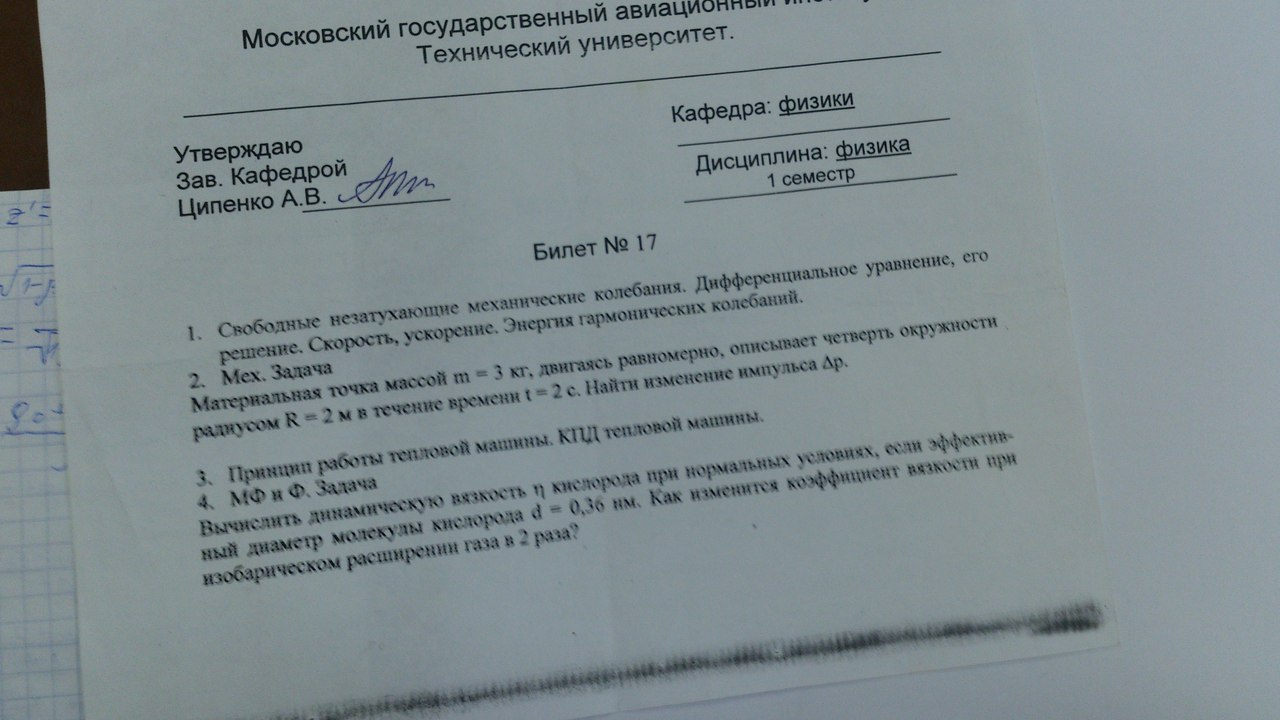 Московский государственный авиационный
Технический университет.
Кафедра: физики
Утверждаю
Зав. Кафедрой
Ципенко А.В.
Дисциплина: физика
1 семестр
Билет № 17
1. Свободные незатухающие механические колебания. Дифференциальное уравнение, его
решение. Скорость, ускорение. Энергия гармонических колебаний.
2. Мех. Задача
Материальная точка массой m = 3 кг, двигаясь равномерно, описывает четверть окружности
радиусом R = 2 м в течение времени t = 2 с. Найти изменение импульса Δp.
3. Принцип работы тепловой машины. КПД тепловой машины.
4. МФ и Ф. Задача
Вычислить динамическую вязкость η кислорода при нормальных условиях, если эффектив-
ный диаметр молекулы кислорода d = 0,36 нм. Как изменится коэффициент вязкости при
изобарическом расширении газа в 2 раза?